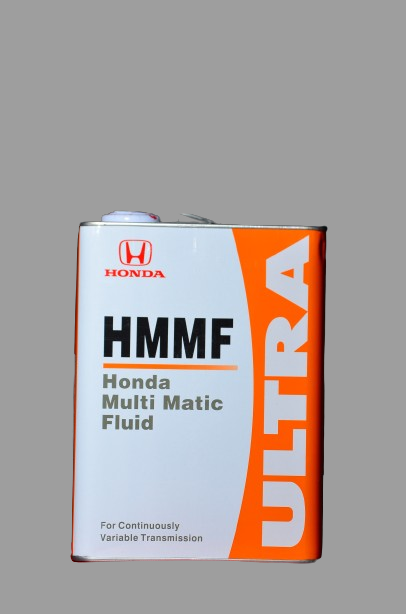 HONDA
HMMF
Honda
Multi Matic
Fluid
For Continuously
Variable Transmission
ULTRA